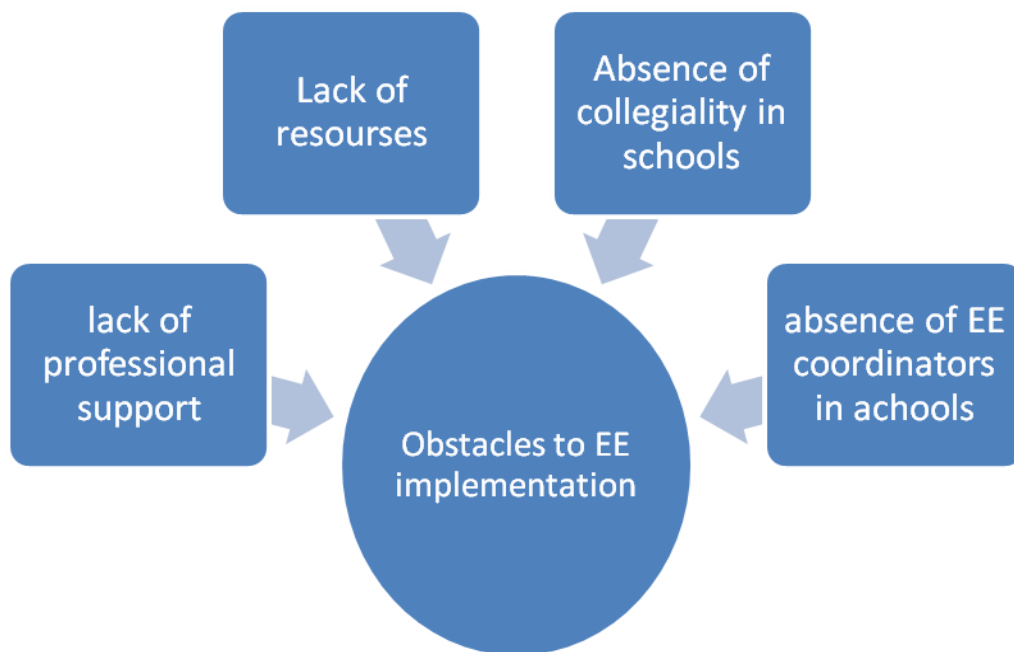 Lack of
resourses
Absence of
collegiality in
schools
lack of
professional
support
absence of EE
coordinators
in achools
Obstacles to EE
implementation